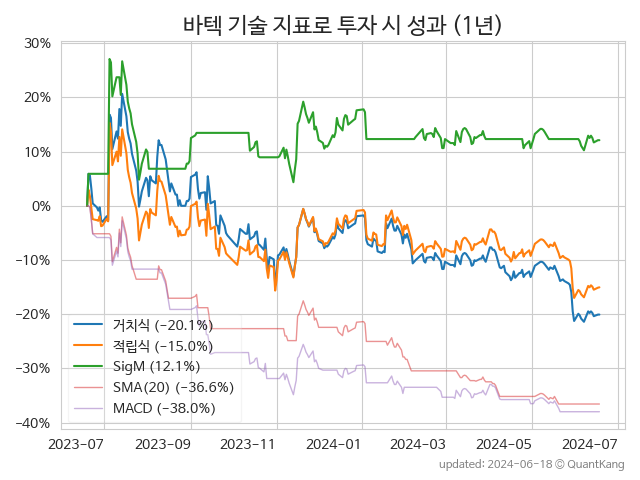 바텍 기술 지표로 투자 시 성과 (1년)
30%
20%
10%
0%
−10%
−20%
−30%
−40%
거치식 (−20.1%)
적립식 (−15.0%)
SigM (12.1%)
SMA(20) (−36.6%)
MACD (−38.0%)
2023−07 2023−09 2023−11 2024−01 2024−03 2024−05 2024−07
updated: 2024-06-18 © QuantKang